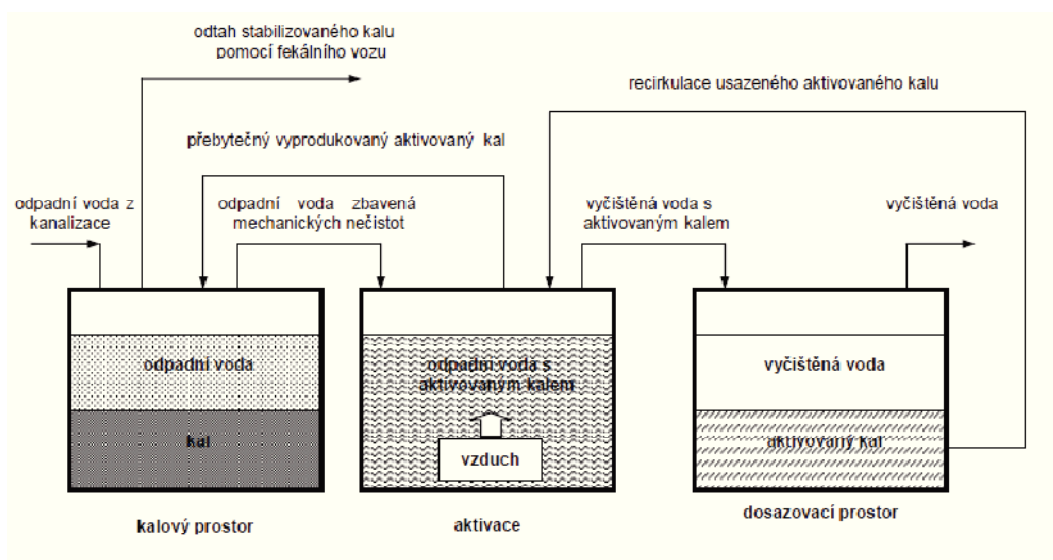 odtah stabilizovaného kalu
pomocí fekálního vozu
recirkulace usazeného aktivovaného kalu
přebytečný vyprodukovaný aktivovaný kal
odpadní voda z
kanalizace
odpadní voda zbavená
mechanických nečistot
vyčištěná voda s
aktivovaným kalem
vyčištěná voda
odpadní voda
kal
odpadní voda s
aktivovaným kalem
vzduch
vyčištěná voda
aktivovaný kal
kalový prostor
aktivace
dosazovací prostor